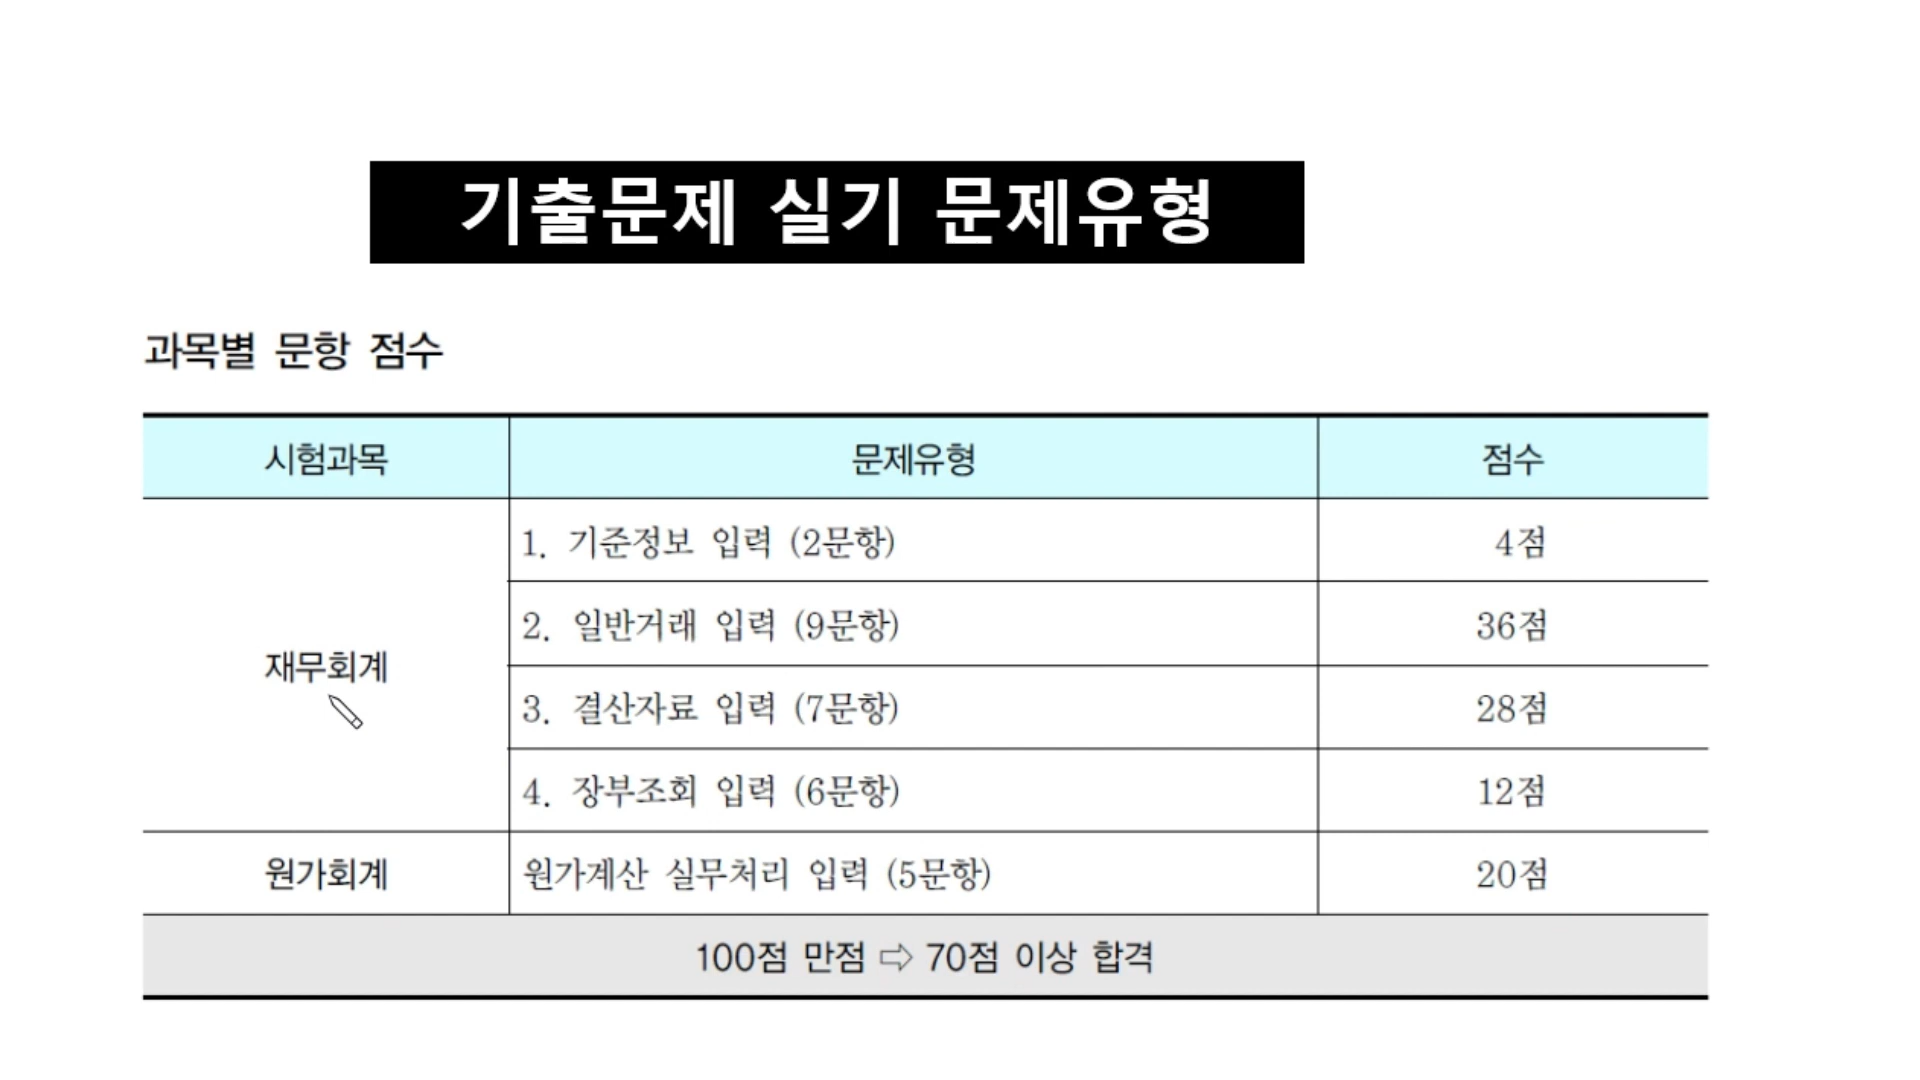 기출문제 실기 문제유형
과목별 문항 점수
시험과목 문제유형 점수
1. 기준정보 입력 (2문항) 4점
2. 일반거래 입력 (9문항) 36점
재무회계
3. 결산자료 입력 (7문항) 28점
4. 장부조회 입력 (6문항) 12점
원가회계 원가계산 실무처리 입력 (5문항) 20점
100점 만점 ⇨ 70점 이상 합격